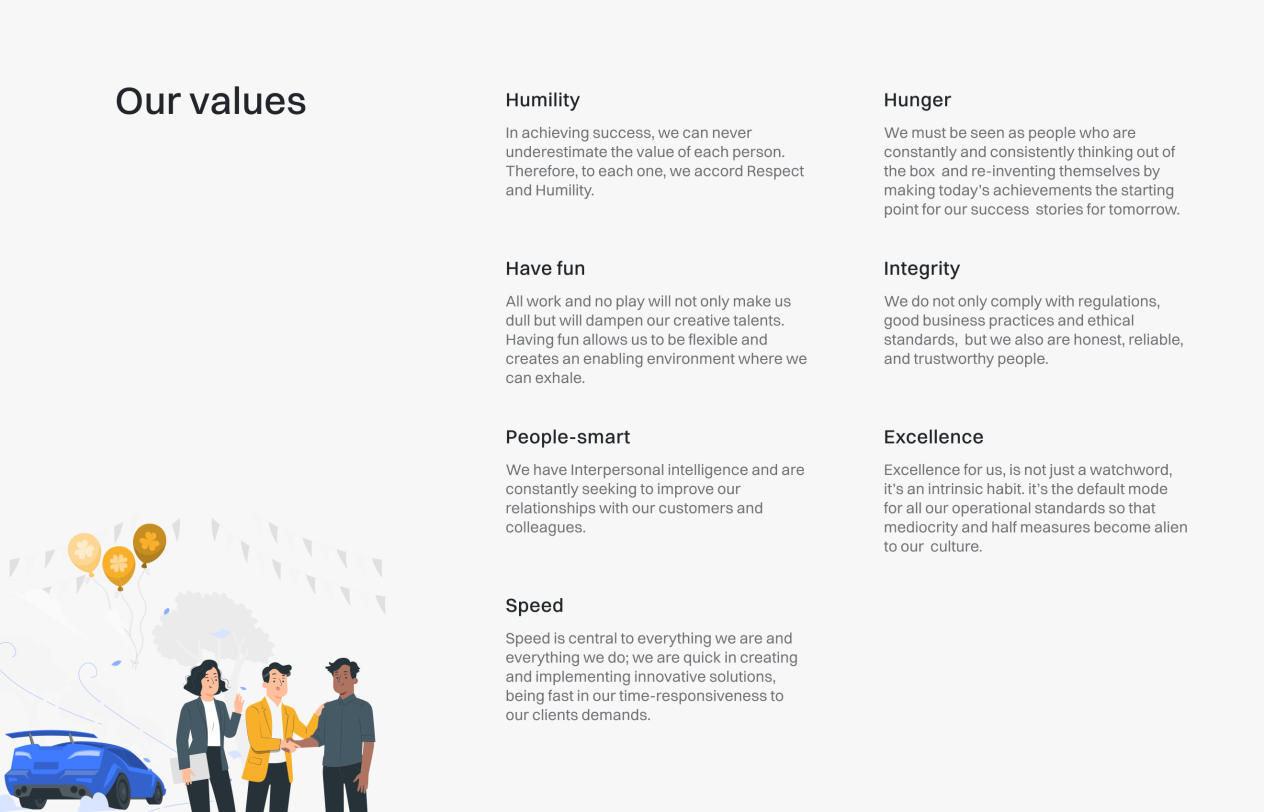 Our values
Humility
In achieving success, we can never
underestimate the value of each person.
Therefore, to each one, we accord Respect
and Humility.
Hunger
We must be seen as people who are
constantly and consistently thinking out of
the box  and re-inventing themselves by
making today's achievements the starting
point for our success  stories for tomorrow.
Have fun
All work and no play will not only make us
dull but will dampen our creative talents.
Having fun allows us to be flexible and
creates an enabling environment where we
can exhale.
Integrity
We do not only comply with regulations,
good business practices and ethical
standards,  but we also are honest, reliable,
and trustworthy people.
People-smart
We have Interpersonal intelligence and are
constantly seeking to improve our
relationships with our customers and
colleagues.
Excellence
Excellence for us, is not just a watchword,
it's an intrinsic habit. it's the default mode
for all our operational standards so that
mediocrity and half measures become alien
to our  culture.
Speed
Speed is central to everything we are and
everything we do; we are quick in creating
and implementing innovative solutions,
being fast in our time-responsiveness to
our clients demands.